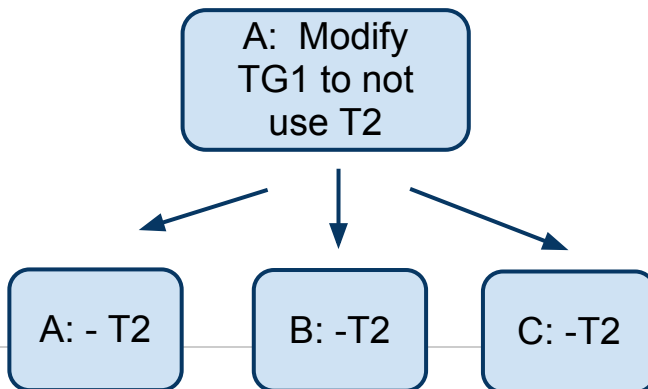 A:  Modify
TG1 to not
use T2
A: - T2
B: -T2
C: -T2